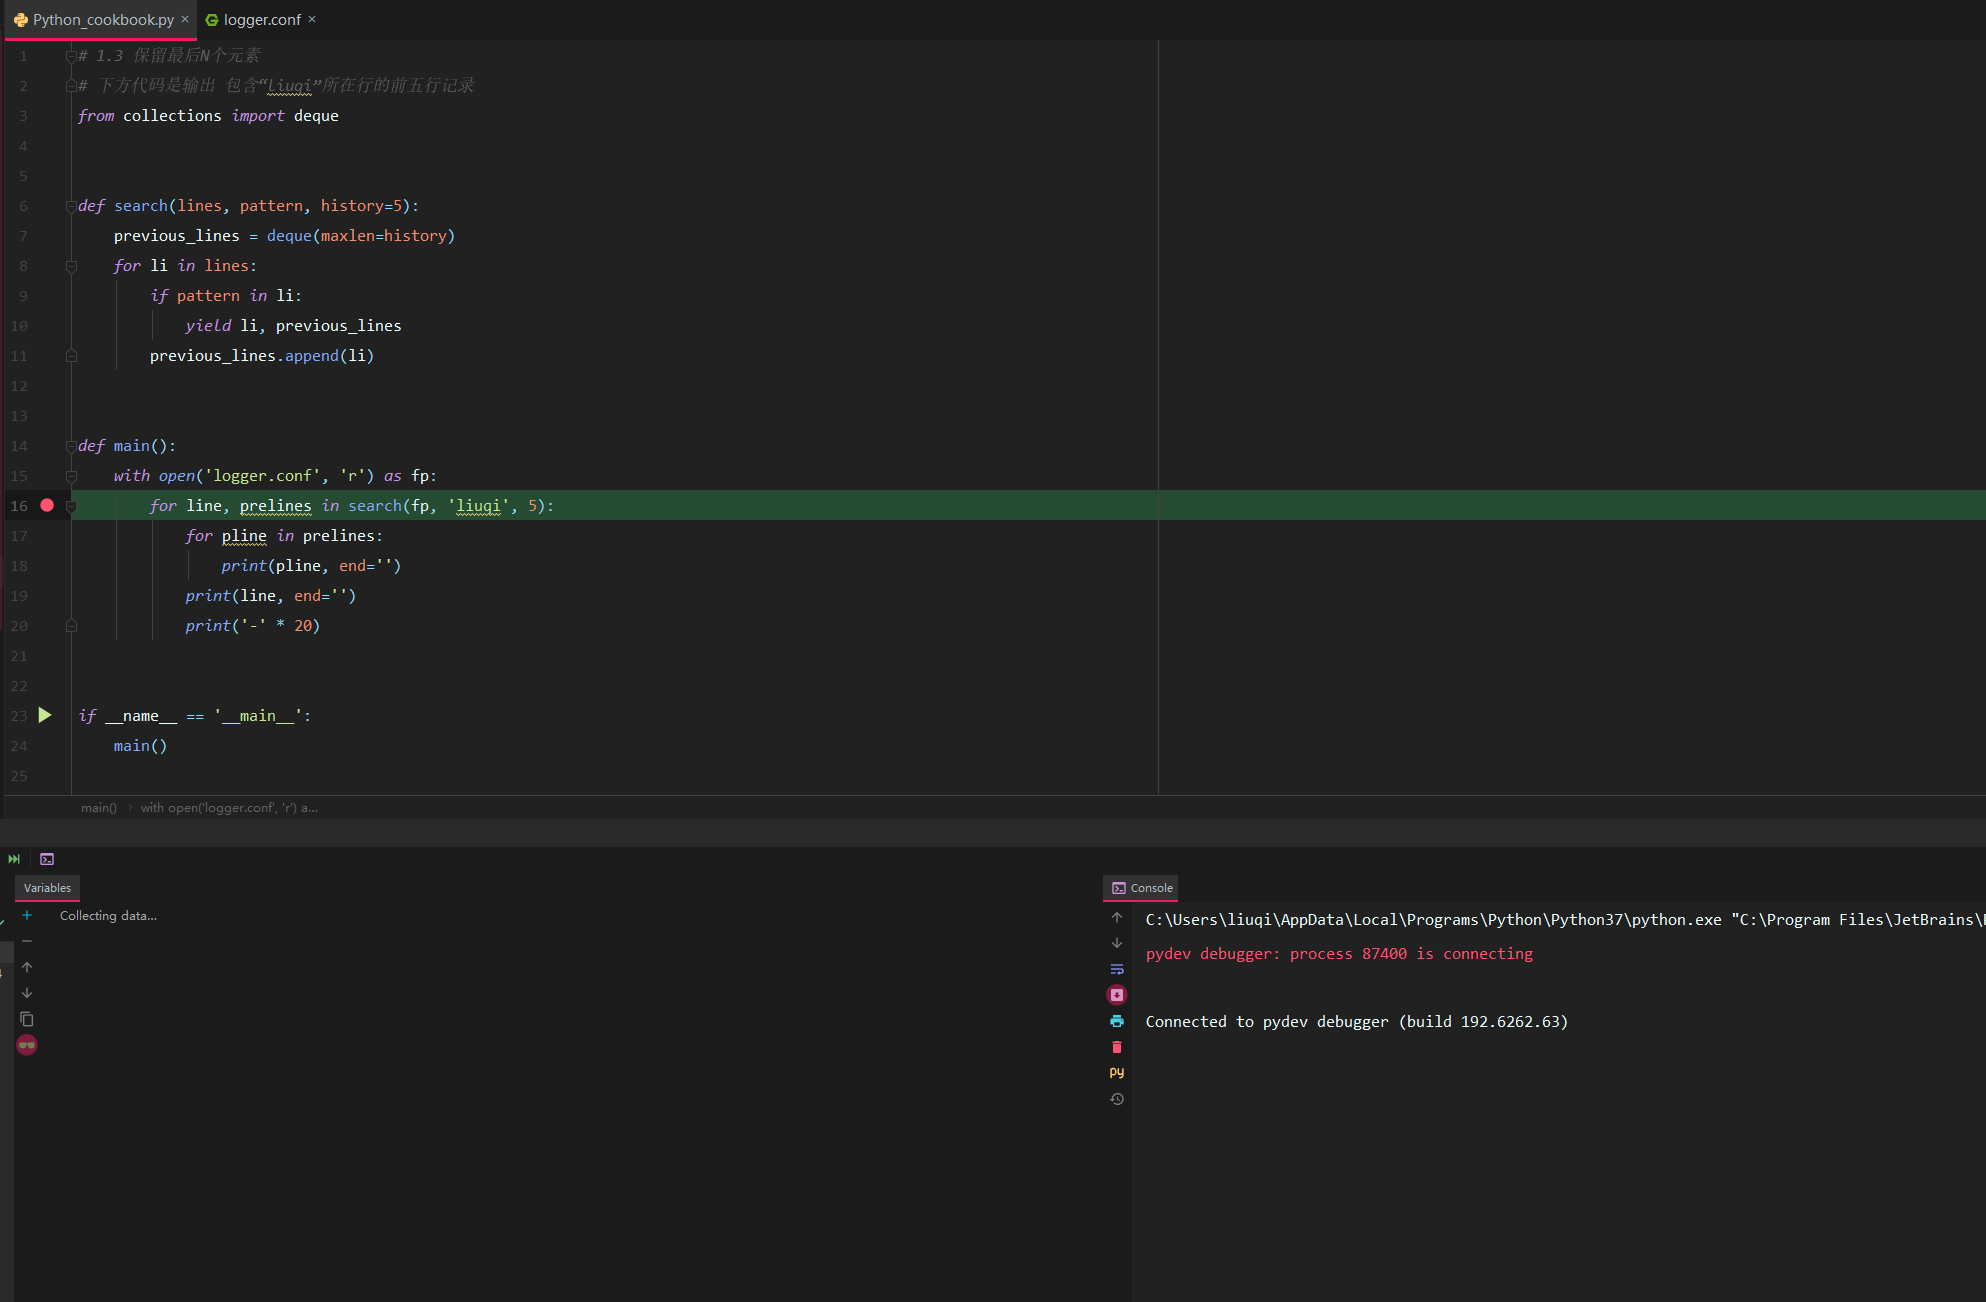 Python_cookbook.py × logger.conf ×
1 # 1.3 保留最后N个元素
2 # 下方代码是输出 包含“liuqi”所在行的前五行记录
3 from collections import deque
4
5
6 def search(lines, pattern, history=5):
7 previous_lines = deque(maxlen=history)
8 for li in lines:
9 if pattern in li:
10 yield li, previous_lines
11 previous_lines.append(li)
12
13
14 def main():
15 with open('logger.conf', 'r') as fp:
16 for line, prelines in search(fp, 'liuqi', 5):
17 for pline in prelines:
18 print(pline, end='')
19 print(line, end='')
20 print('-' * 20)
21
22
23 if __name__ == '__main__':
24 main()
25
main() › with open('logger.conf', 'r') a...
Variables
Collecting data...
Console
C:\Users\liuqi\AppData\Local\Programs\Python\Python37\python.exe "C:\Program Files\JetBrains\
pydev debugger: process 87400 is connecting
Connected to pydev debugger (build 192.6262.63)
py